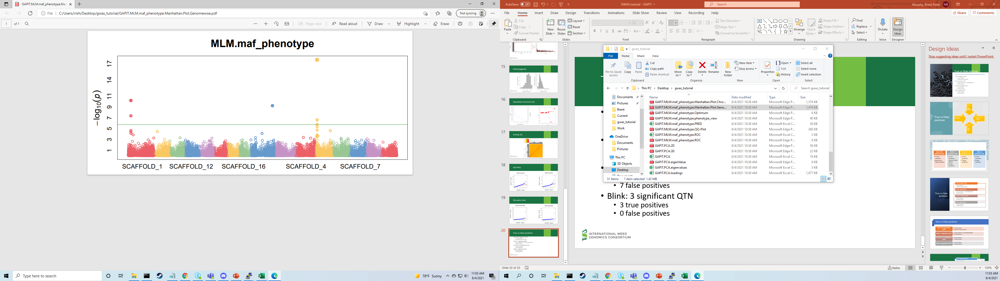 GAPIT.MLM.maf_phenotype.Man
File C:/Users/irish/Desktop/gwas_tutorial/GAPIT.MLM.maf_phenotype.Manhattan.Plot.Genomewise.pdf
Not syncing
1 of 1
Page view
Read aloud
Draw
Highlight
Erase
MLM.maf_phenotype
−log10(p)
17
14
11
9
7
5
3
1
SCAFFOLD_1 SCAFFOLD_12 SCAFFOLD_16 SCAFFOLD_4 SCAFFOLD_7
Type here to search
78°F Sunny
11:03 AM
8/4/2021
AutoSave Off
GWAS tutorial - GAPIT
Search
Murphy, Brent Peter MB
File Home Insert Draw Design Transitions Animations Slide Show Review View Recording Help
Share Comments
Paste
Cut
Copy
Format Painter
Clipboard
New Slide
Reuse Slides
Layout
Reset
Section
Slides
22
Font
Paragraph
Text Direction
Align Text
Convert to SmartArt
Arrange
Quick Styles
Shape Fill
Shape Outline
Shape Effects
Drawing
Find
Replace
Select
Editing
Dictate
Voice
Design Ideas
Designer
15
Heterozygosity
16
Population structure (Q)
17
Kinship (K)
18
QQ Plots
19
QQ plots cont.
20
True vs False positives
gwas_tutorial
File Home Share View
Pin to Quick access
Copy
Paste
Cut
Copy path
Paste shortcut
Clipboard
Move to
Copy to
Delete
Rename
Organize
New folder
New item
Easy access
New
Properties
Open
Edit
History
Open
Select all
Select none
Invert selection
Select
This PC > Desktop > gwas_tutorial
Search gwas_tutorial
Documents
Pictures
Brent
Current
gwas_tutorial
Work
OneDrive
Documents
Pictures
This PC
3D Objects
Desktop
Name Date modified Type Size
GAPIT.MLM.maf_phenotype.Manhattan.Plot.Chro... 8/4/2021 10:38 AM Microsoft Edge P... 1,574 KB
GAPIT.MLM.maf_phenotype.Manhattan.Plot.Geno... 8/4/2021 10:38 AM Microsoft Edge P... 1,474 KB
GAPIT.MLM.maf_phenotype.Optimum 8/4/2021 10:38 AM Microsoft Edge P... 6 KB
GAPIT.MLM.maf_phenotype.phenotype_view 8/4/2021 10:38 AM Microsoft Edge P... 40 KB
GAPIT.MLM.maf_phenotype.PRED 8/4/2021 10:38 AM Microsoft Excel C... 30 KB
GAPIT.MLM.maf_phenotype.QQ-Plot 8/4/2021 10:38 AM Microsoft Edge P... 260 KB
GAPIT.MLM.maf_phenotype.ROC 8/4/2021 10:38 AM Microsoft Excel C... 2 KB
GAPIT.MLM.maf_phenotype.ROC 8/4/2021 10:38 AM Microsoft Edge P... 8 KB
GAPIT.PCA.2D 8/4/2021 10:38 AM Microsoft Edge P... 56 KB
GAPIT.PCA.3D 8/4/2021 10:38 AM Microsoft Edge P... 22 KB
GAPIT.PCA 8/4/2021 10:38 AM Microsoft Excel C... 18 KB
GAPIT.PCA.eigenValue 8/4/2021 10:38 AM Microsoft Edge P... 6 KB
GAPIT.PCA.eigenvalues 8/4/2021 10:38 AM Microsoft Excel C... 5 KB
GAPIT.PCA.loadings 8/4/2021 10:38 AM Microsoft Excel C... 1,677 KB
51 items 1 item selected 1.43 MB
• 7 false positives
• Blink: 3 significant QTN
• 3 true positives
• 0 false positives
INTERNATIONAL WEED
GENOMICS CONSORTIUM
Design Ideas
Stop suggesting ideas until I restart PowerPoint.
True vs False positives
True vs False
positives
True vs False
positives
True vs False positives
Slide 20 of 20
Notes
103%
11:03 AM
8/4/2021